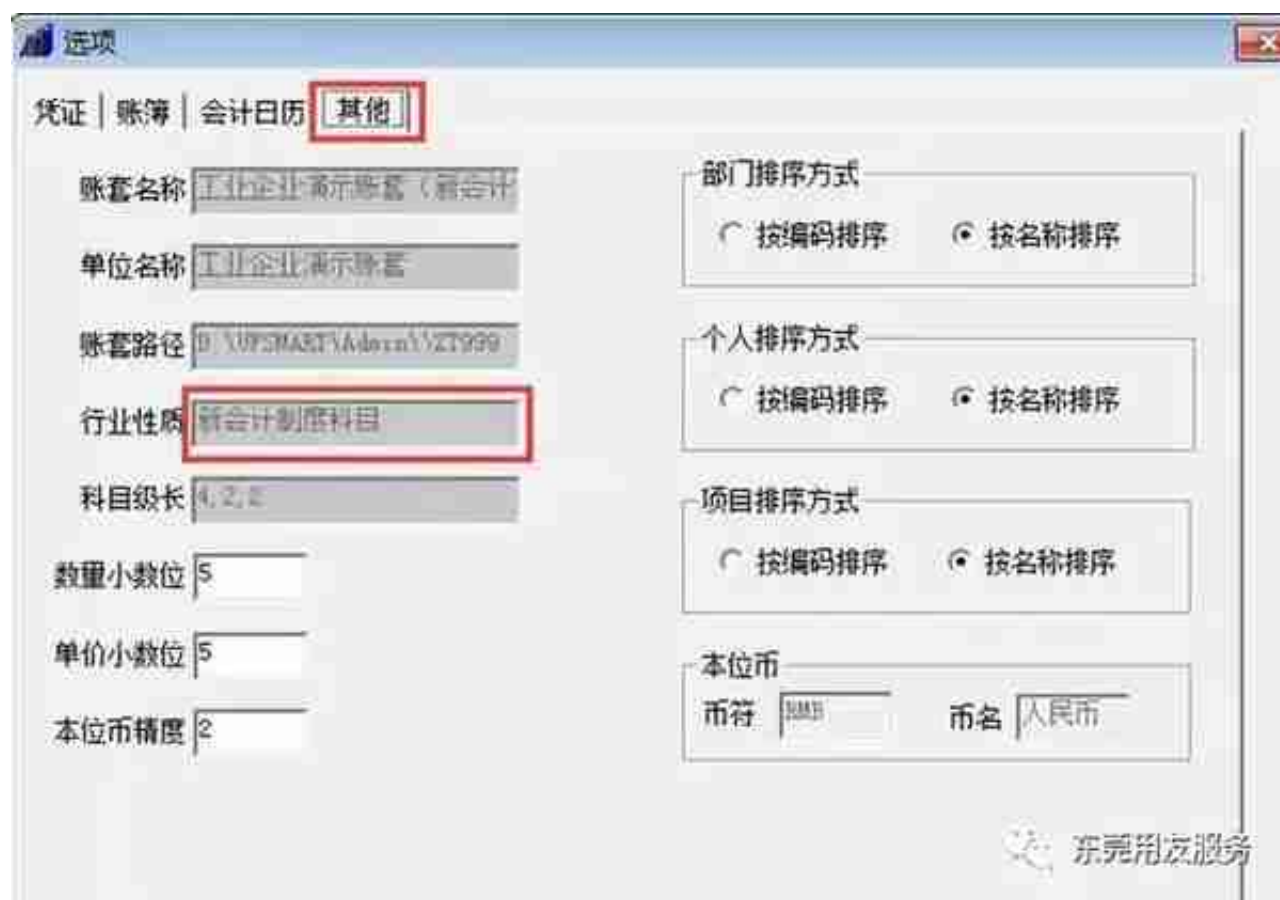 选项
凭证 账簿 会计日历 其他
账套名称 工业企业演示账套（新会计
单位名称 工业企业演示账套
账套路径
行业性质 新会计制度科目
科目级长 4,2,2
数量小数位 5
单价小数位 5
本位币精度 2
部门排序方式
按编码排序 按名称排序
个人排序方式
按编码排序 按名称排序
项目排序方式
按编码排序 按名称排序
本位币
币符 RMB 币名 人民币
东莞用友服务